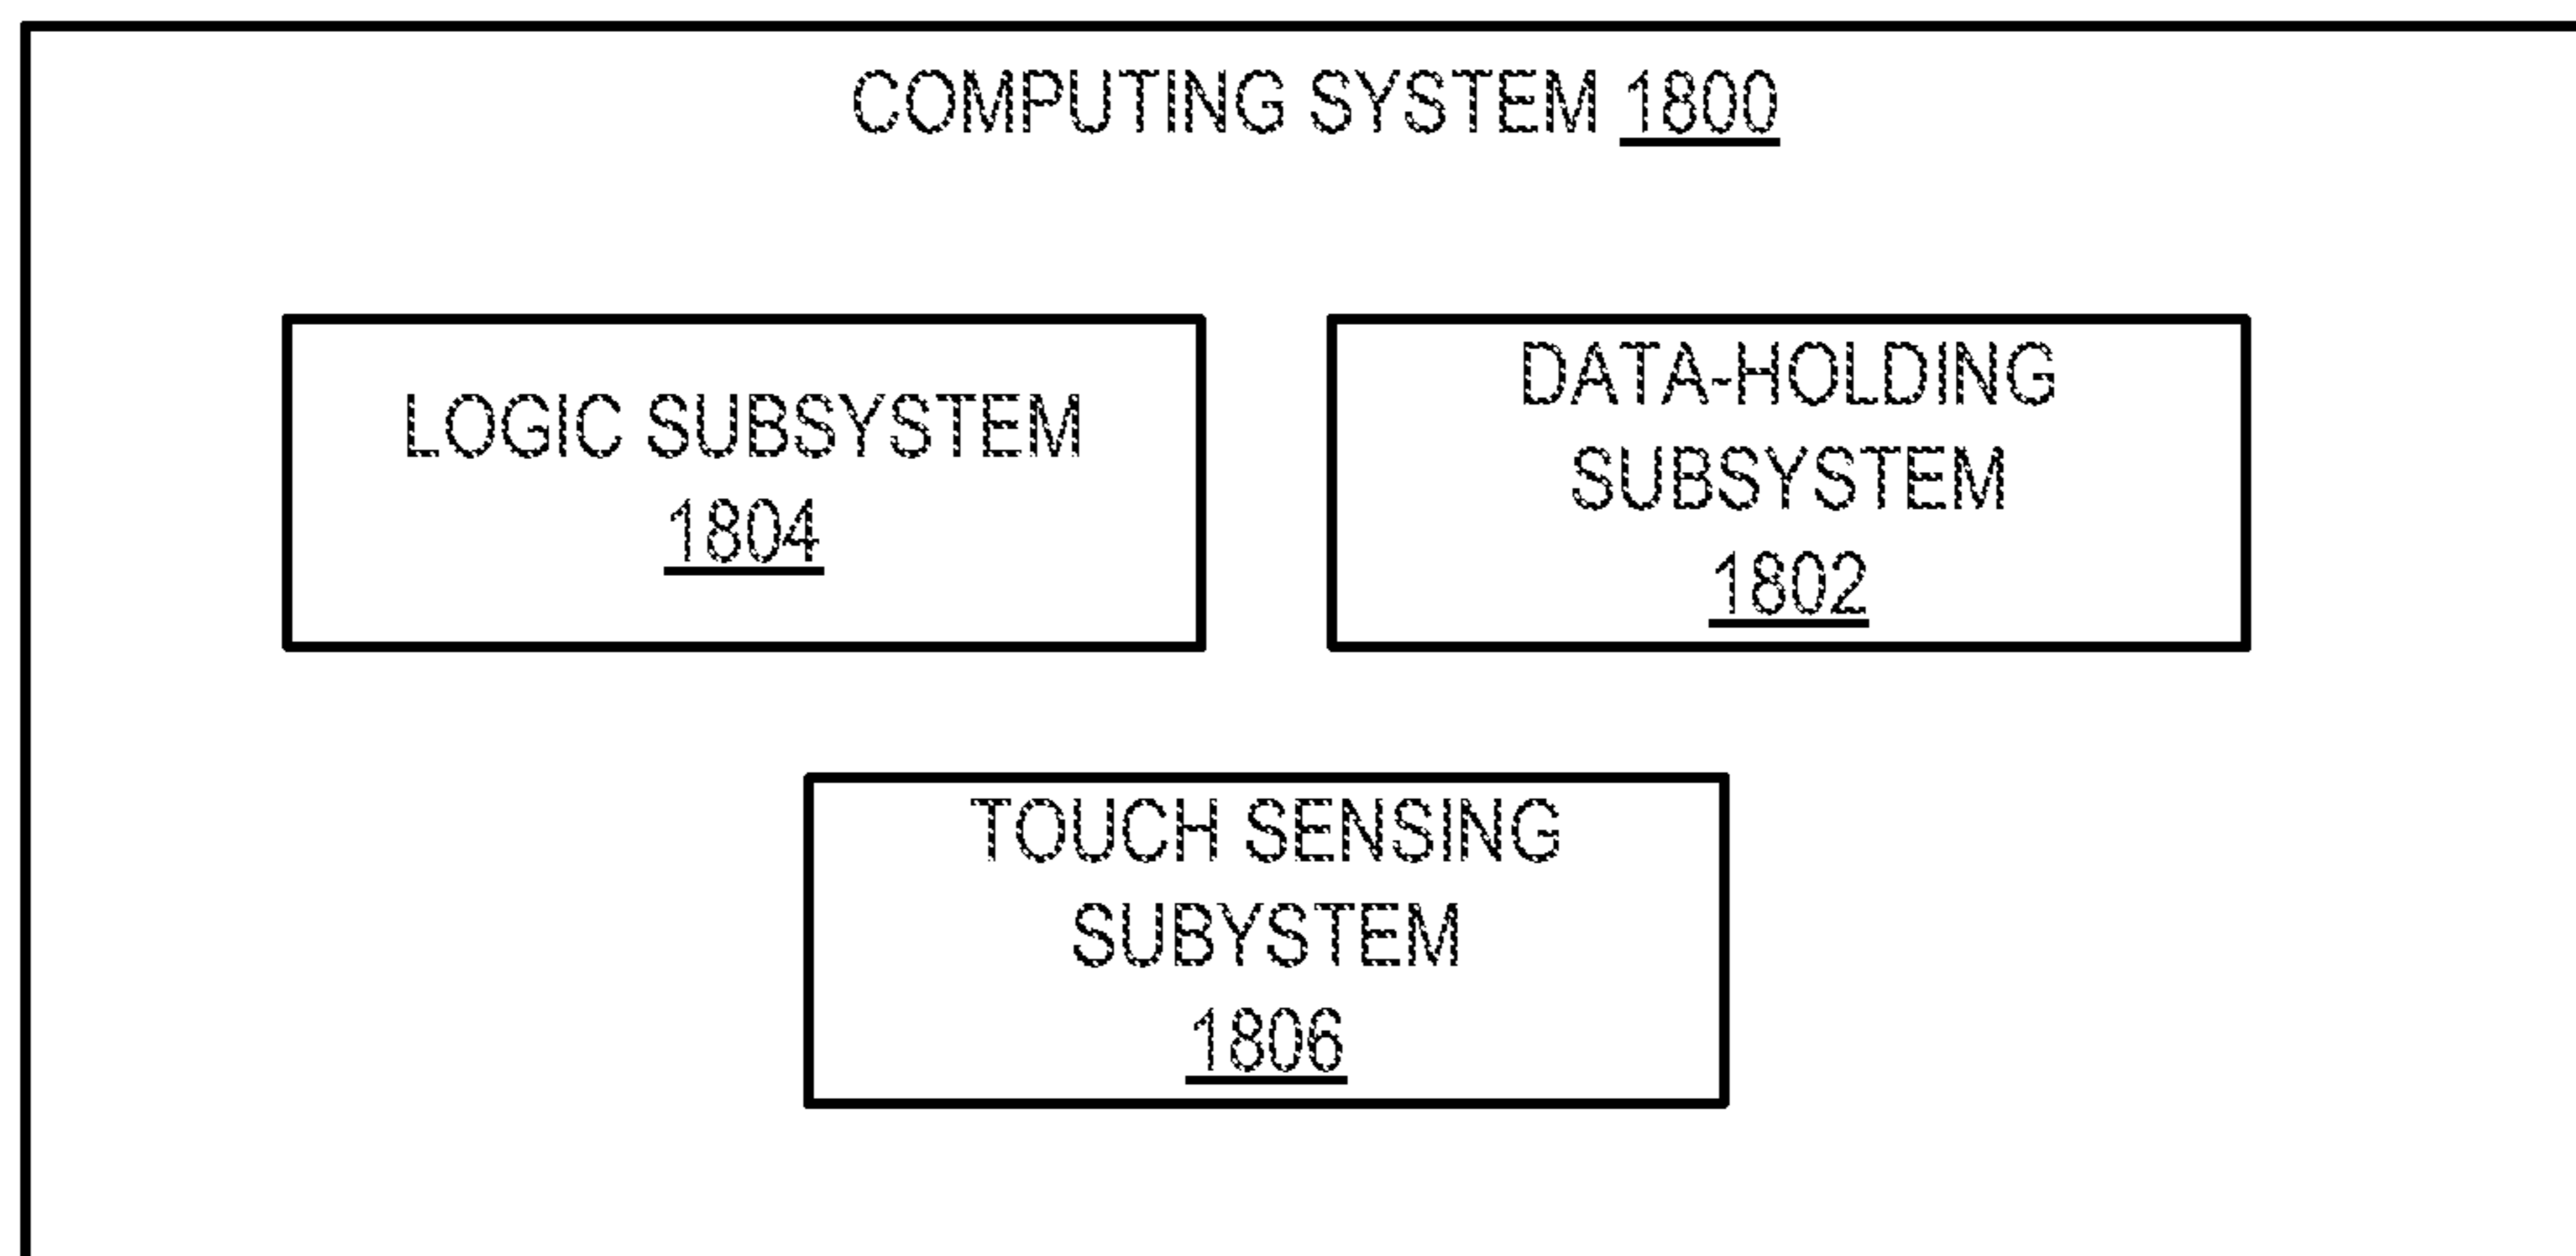 COMPUTING SYSTEM 1800
LOGIC SUBSYSTEM
1804
DATA-HOLDING
SUBSYSTEM
1802
TOUCH SENSING
SUBYSTEM
1806